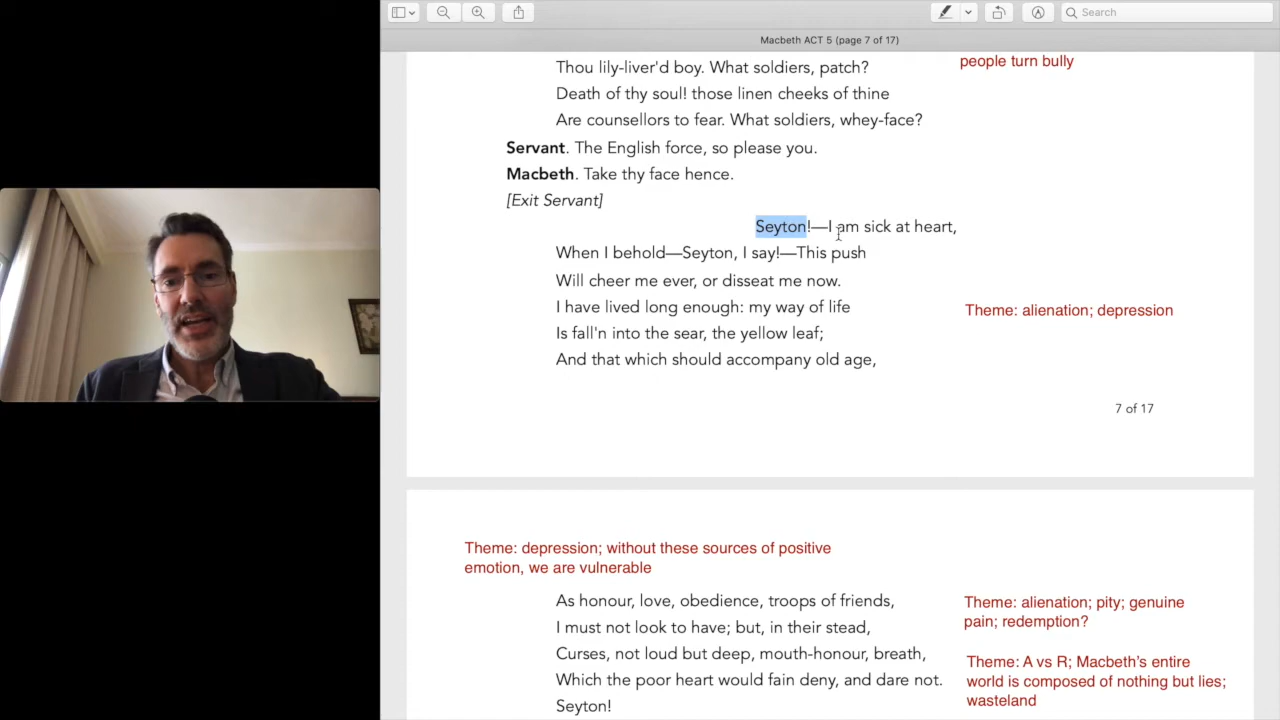 Search
Macbeth ACT 5 (page 7 of 17)
people turn bully
Thou lily-liver'd boy. What soldiers, patch?
Death of thy soul! those linen cheeks of thine
Are counsellors to fear. What soldiers, whey-face?
Servant. The English force, so please you.
Macbeth. Take thy face hence.
[Exit Servant]
Seyton!—I am sick at heart,
When I behold—Seyton, I say!—This push
Will cheer me ever, or disseat me now.
I have lived long enough: my way of life
Theme: alienation; depression
Is fall'n into the sear, the yellow leaf;
And that which should accompany old age,
7 of 17
Theme: depression; without these sources of positive
emotion, we are vulnerable
As honour, love, obedience, troops of friends,
I must not look to have; but, in their stead,
Curses, not loud but deep, mouth-honour, breath,
Which the poor heart would fain deny, and dare not.
Seyton!
Theme: alienation; pity; genuine
pain; redemption?
Theme: A vs R; Macbeth's entire
world is composed of nothing but lies;
wasteland